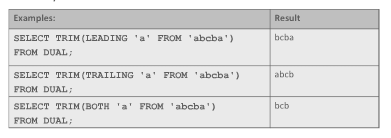 Examples: Result
SELECT TRIM(LEADING 'a' FROM 'abcba') bcba
FROM DUAL;
SELECT TRIM(TRAILING 'a' FROM 'abcba') abcb
FROM DUAL;
SELECT TRIM(BOTH 'a' FROM 'abcba') bcb
FROM DUAL;